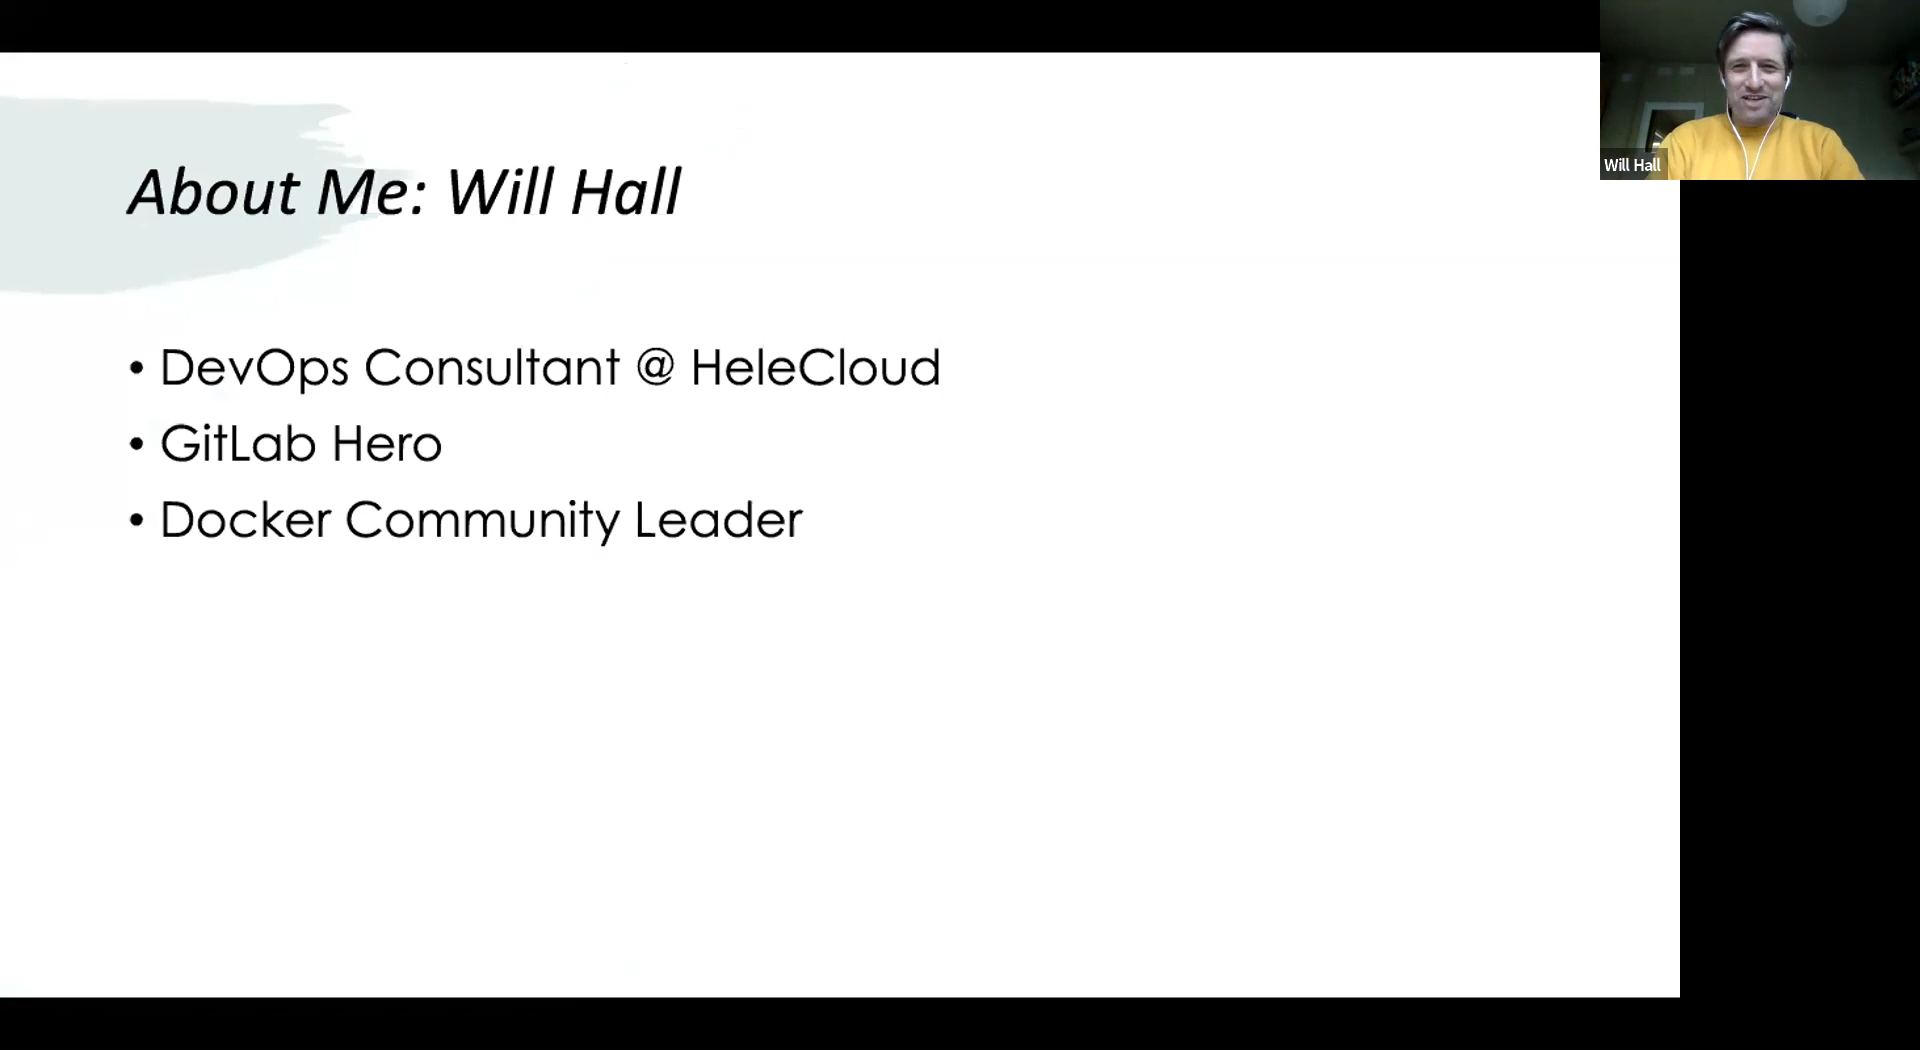 About Me: Will Hall
• DevOps Consultant @ HeleCloud
• GitLab Hero
• Docker Community Leader
Will Hall